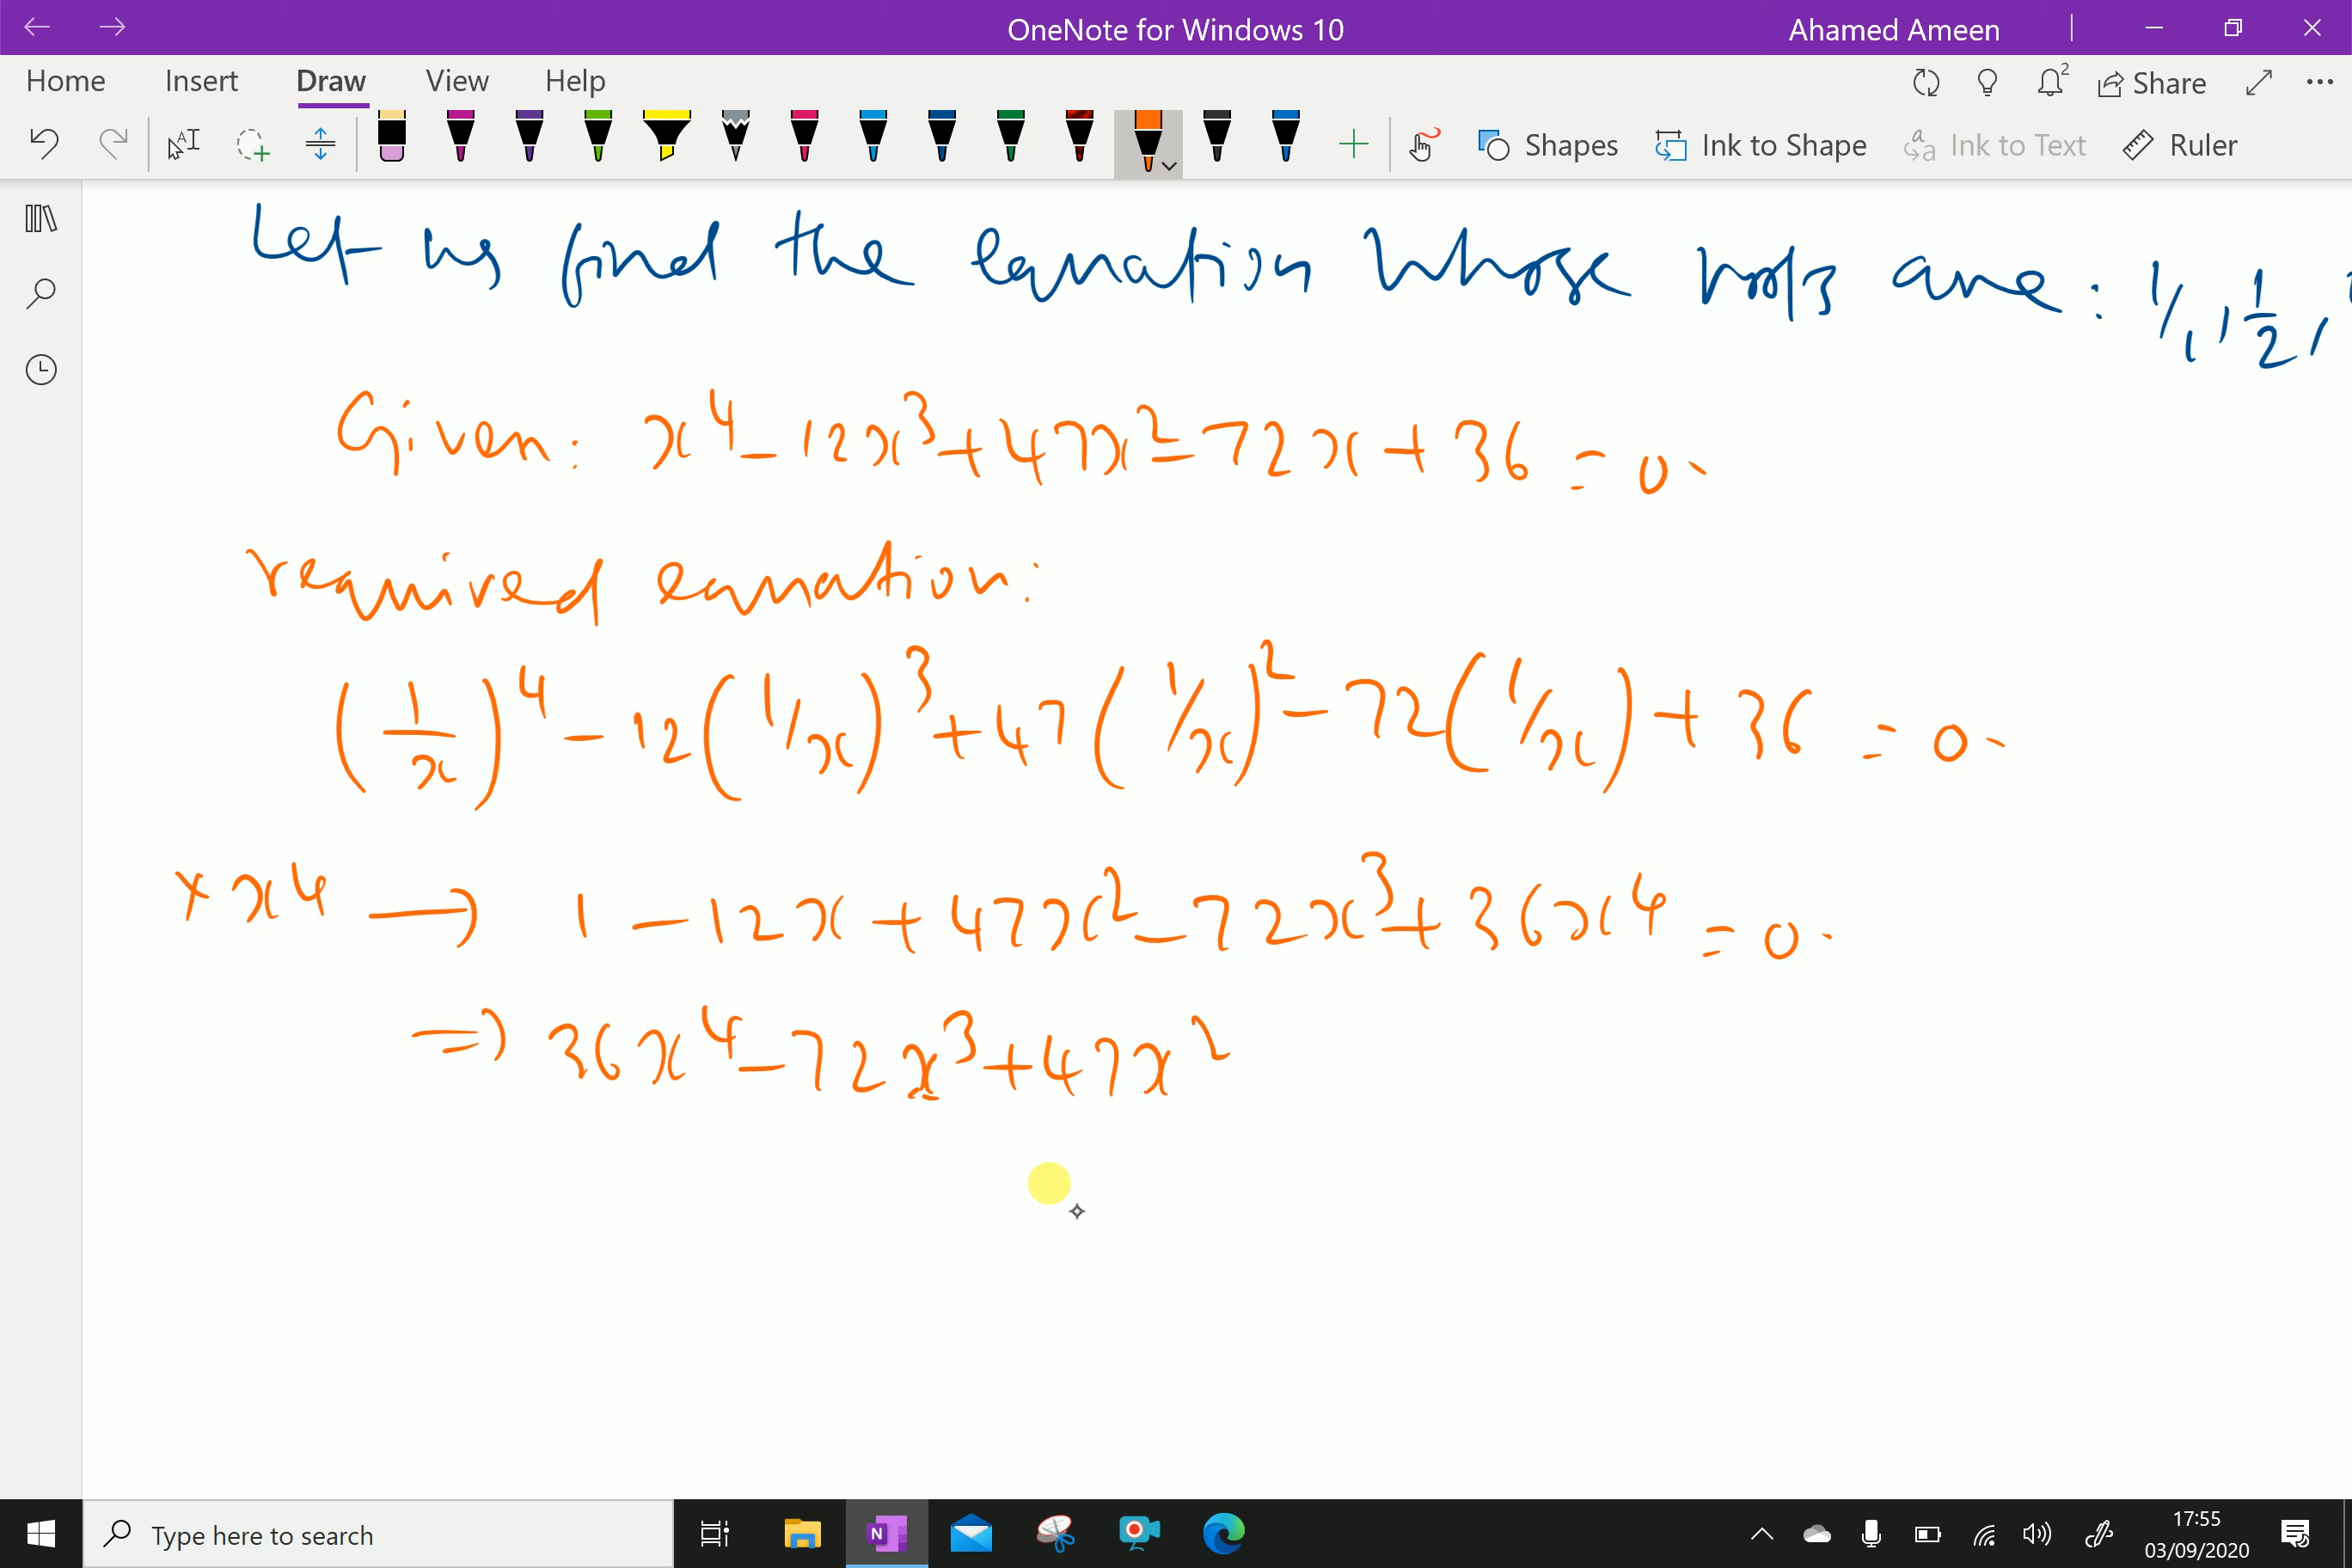 OneNote for Windows 10 Ahamed Ameen
Home Insert Draw View Help 2 Share
Shapes Ink to Shape Ink to Text Ruler
Let us find the equation whose roots are: 1/1, 1/2,
Given: x⁴ - 12x³ + 47x² - 72x + 36 = 0.
required equation:
(1/x)⁴ - 12(1/x)³ + 47(1/x)² - 72(1/x) + 36 = 0.
× x⁴ → 1 - 12x + 47x² - 72x³ + 36x⁴ = 0.
⇒ 36x⁴ - 72x³ + 47x²
Type here to search
17:55
03/09/2020